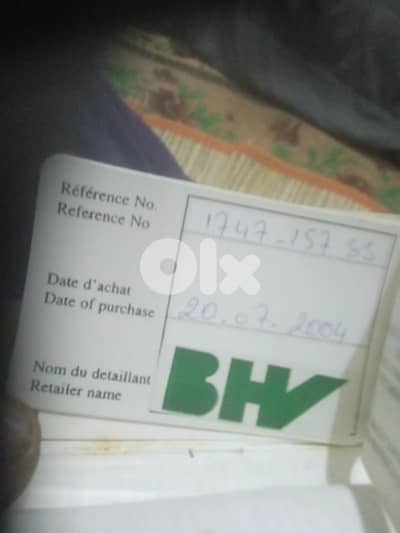 Référence No.
Reference No
1747-157 SS
Date d'achat
Date of purchase
20.07.2004
OLX
Nom du detaillant
Retailer name
BHV